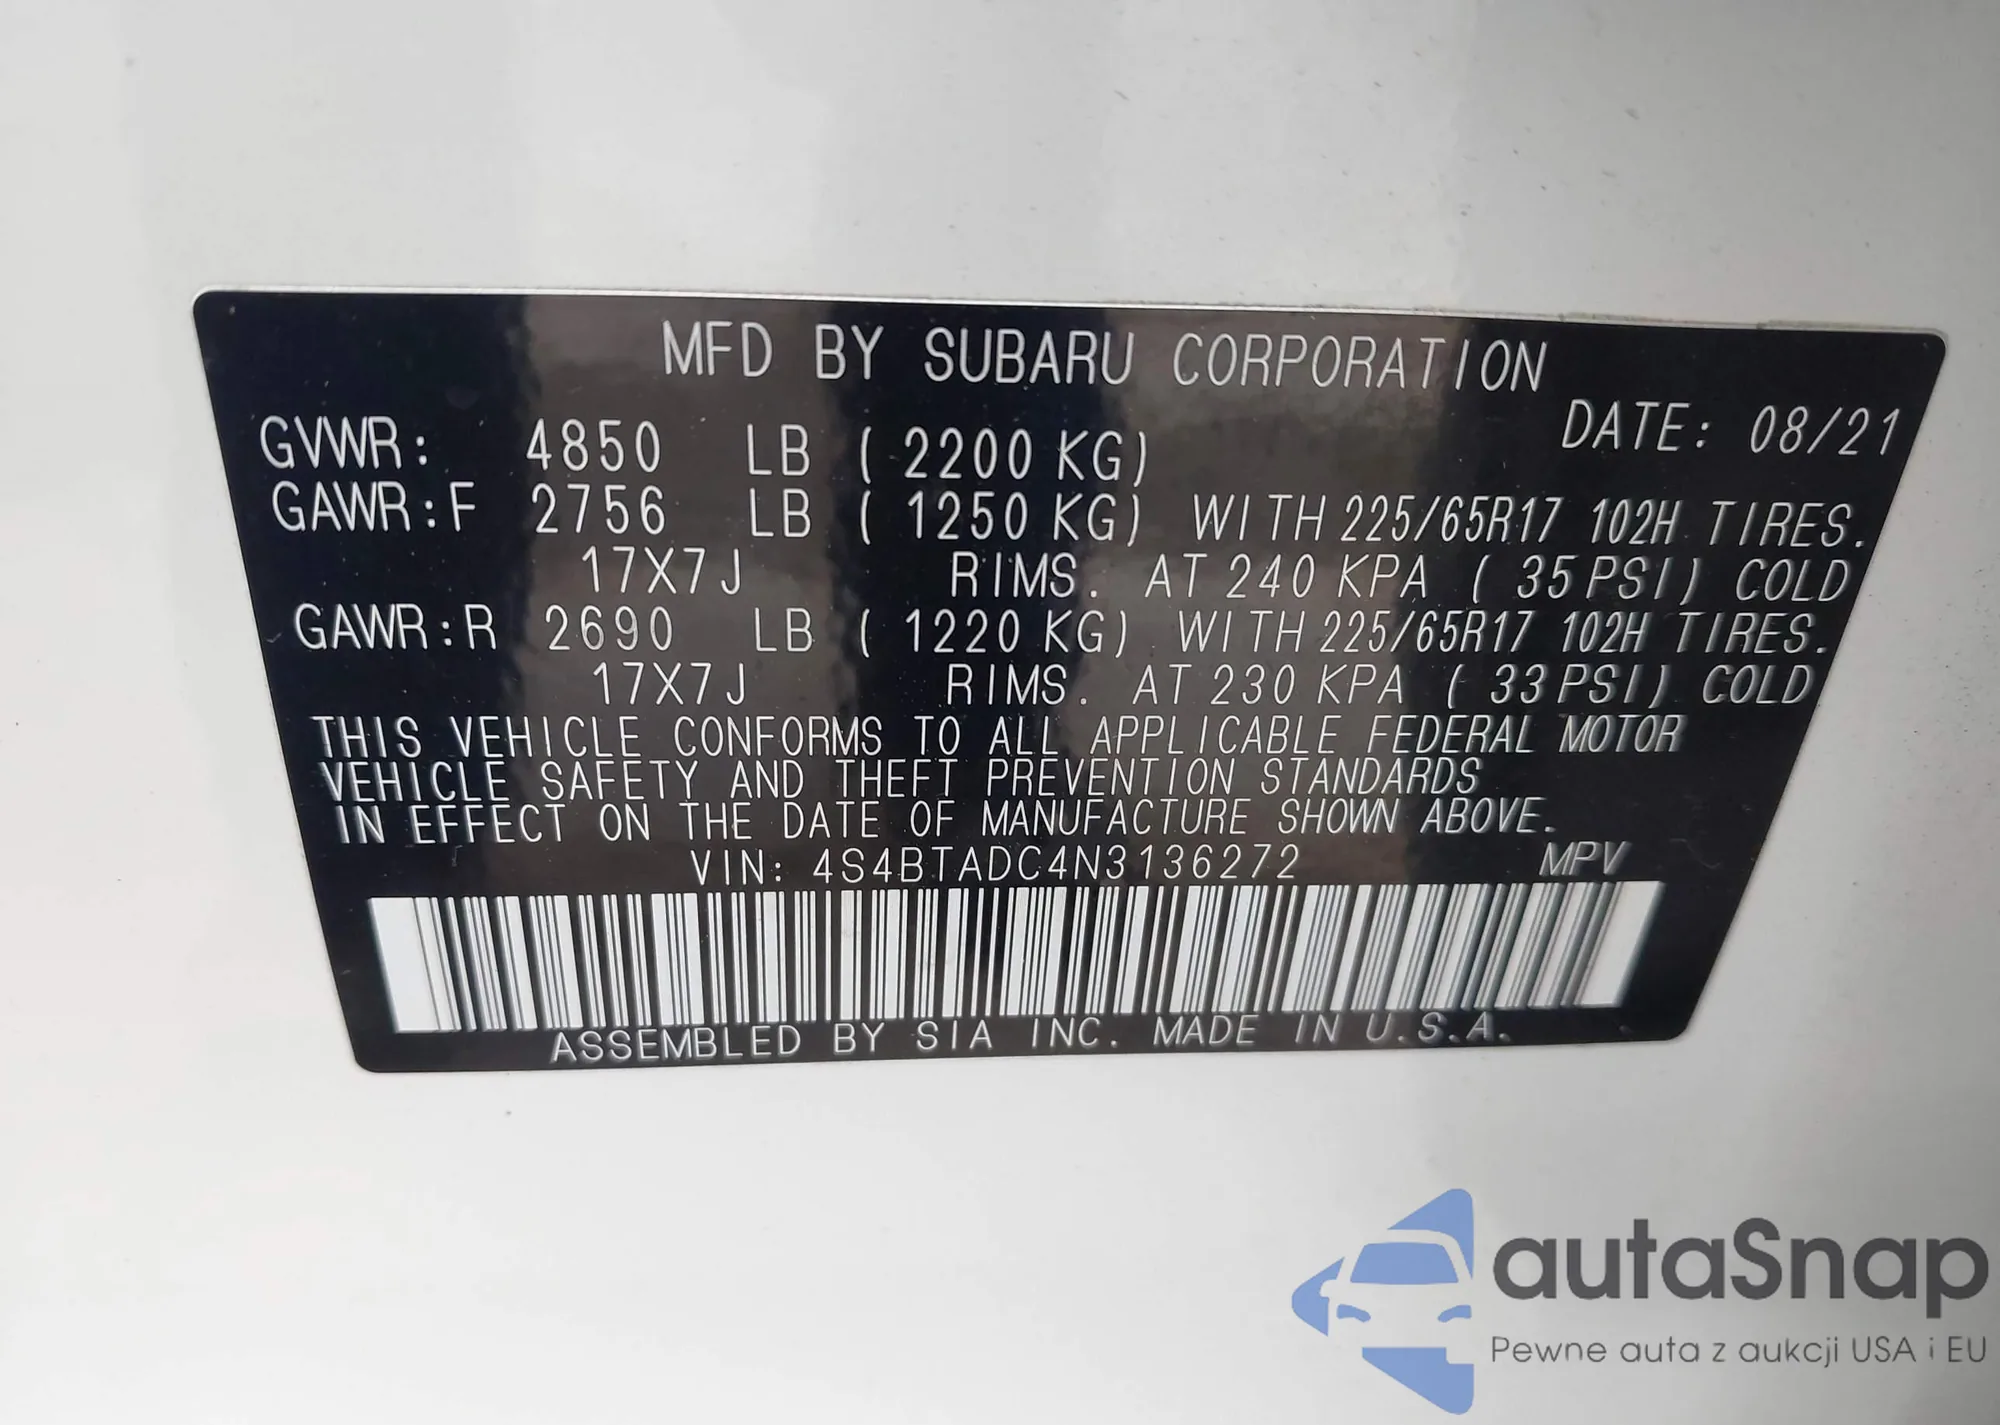 MFD BY SUBARU CORPORATION
DATE: 08/21
GVWR: 4850 LB ( 2200 KG)
GAWR:F 2756 LB ( 1250 KG) WITH 225/65R17 102H TIRES.
17X7J RIMS. AT 240 KPA ( 35 PSI) COLD
GAWR:R 2690 LB ( 1220 KG) WITH 225/65R17 102H TIRES.
17X7J RIMS. AT 230 KPA ( 33 PSI) COLD
THIS VEHICLE CONFORMS TO ALL APPLICABLE FEDERAL MOTOR
VEHICLE SAFETY AND THEFT PREVENTION STANDARDS
IN EFFECT ON THE DATE OF MANUFACTURE SHOWN ABOVE.
VIN: 4S4BTADC4N3136272 MPV
ASSEMBLED BY SIA INC. MADE IN U.S.A.
autaSnap
Pewne auta z aukcji USA i EU